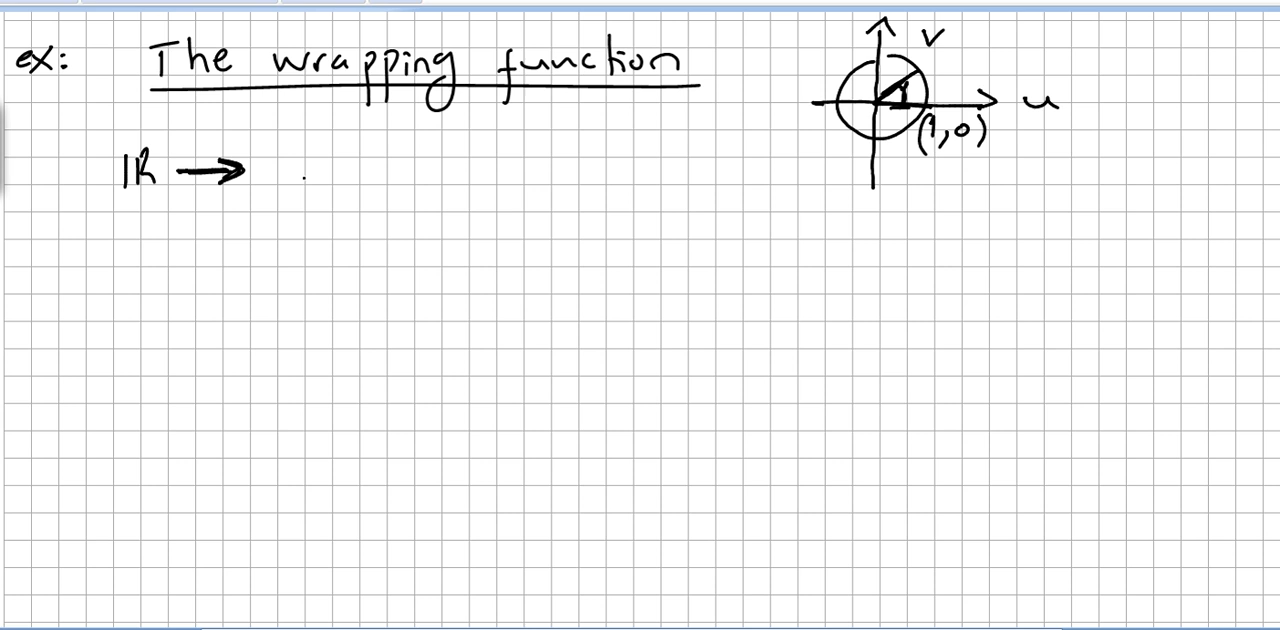 ex: The wrapping function
v
u
(1,0)
ℝ →